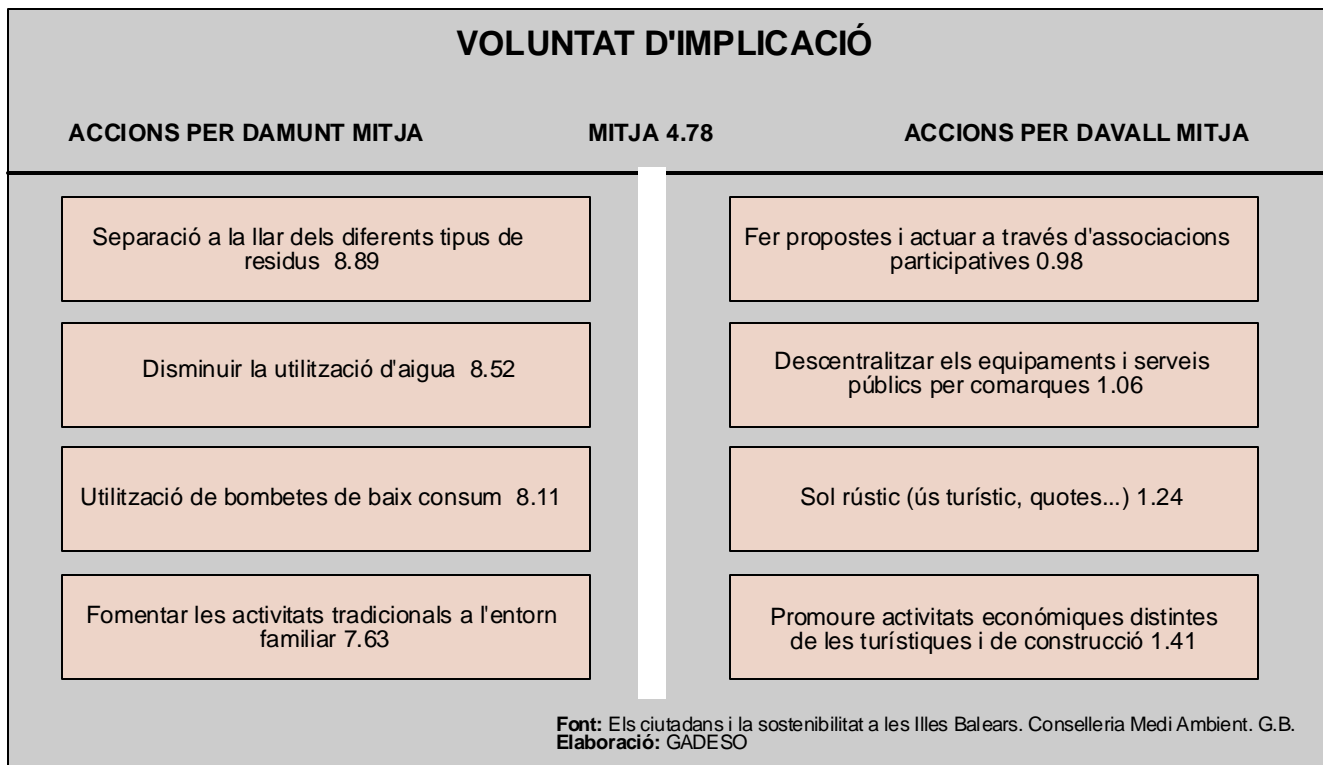 VOLUNTAT D'IMPLICACIÓ
ACCIONS PER DAMUNT MITJA
MITJA 4.78
ACCIONS PER DAVALL MITJA
Separació a la llar dels diferents tipus de
residus 8.89
Disminuir la utilització d'aigua 8.52
Utilització de bombetes de baix consum 8.11
Fomentar les activitats tradicionals a l'entorn
familiar 7.63
Fer propostes i actuar a través d'associacions
participatives 0.98
Descentralitzar els equipaments i serveis
públics per comarques 1.06
Sol rústic (ús turístic, quotes...) 1.24
Promoure activitats económiques distintes
de les turístiques i de construcció 1.41
Font: Els ciutadans i la sostenibilitat a les Illes Balears. Conselleria Medi Ambient. G.B.
Elaboració: GADESO